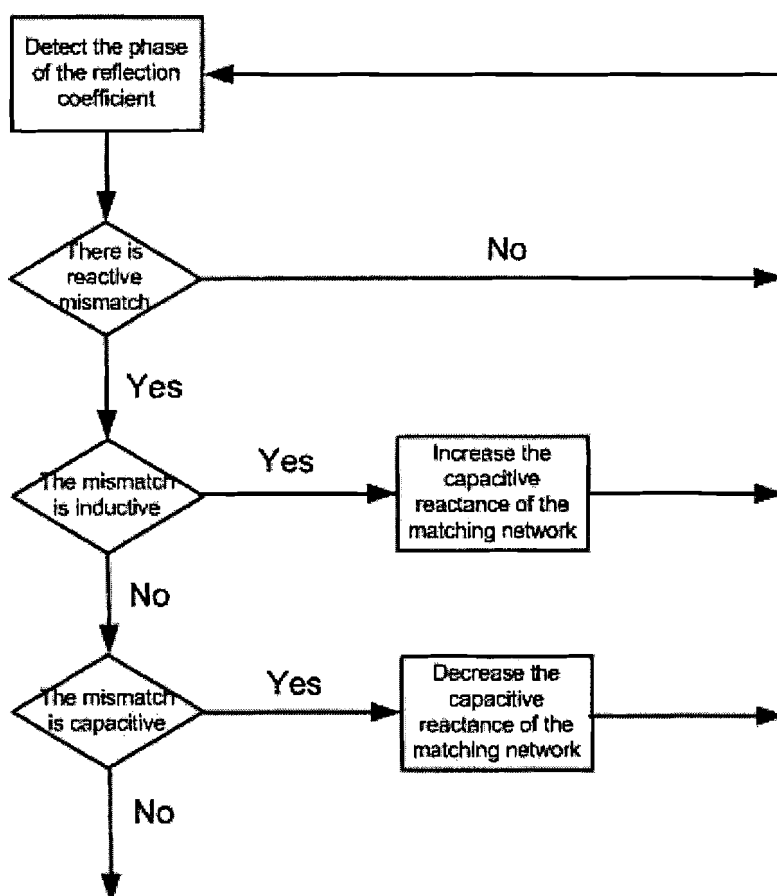 Detect the phase
of the reflection
coefficient
There is
reactive
mismatch
No
Yes
The mismatch
is inductive
Yes
Increase the
capacitive
reactance of the
matching network
No
The mismatch
is capacitive
Yes
Decrease the
capacitive
reactance of the
matching network
No